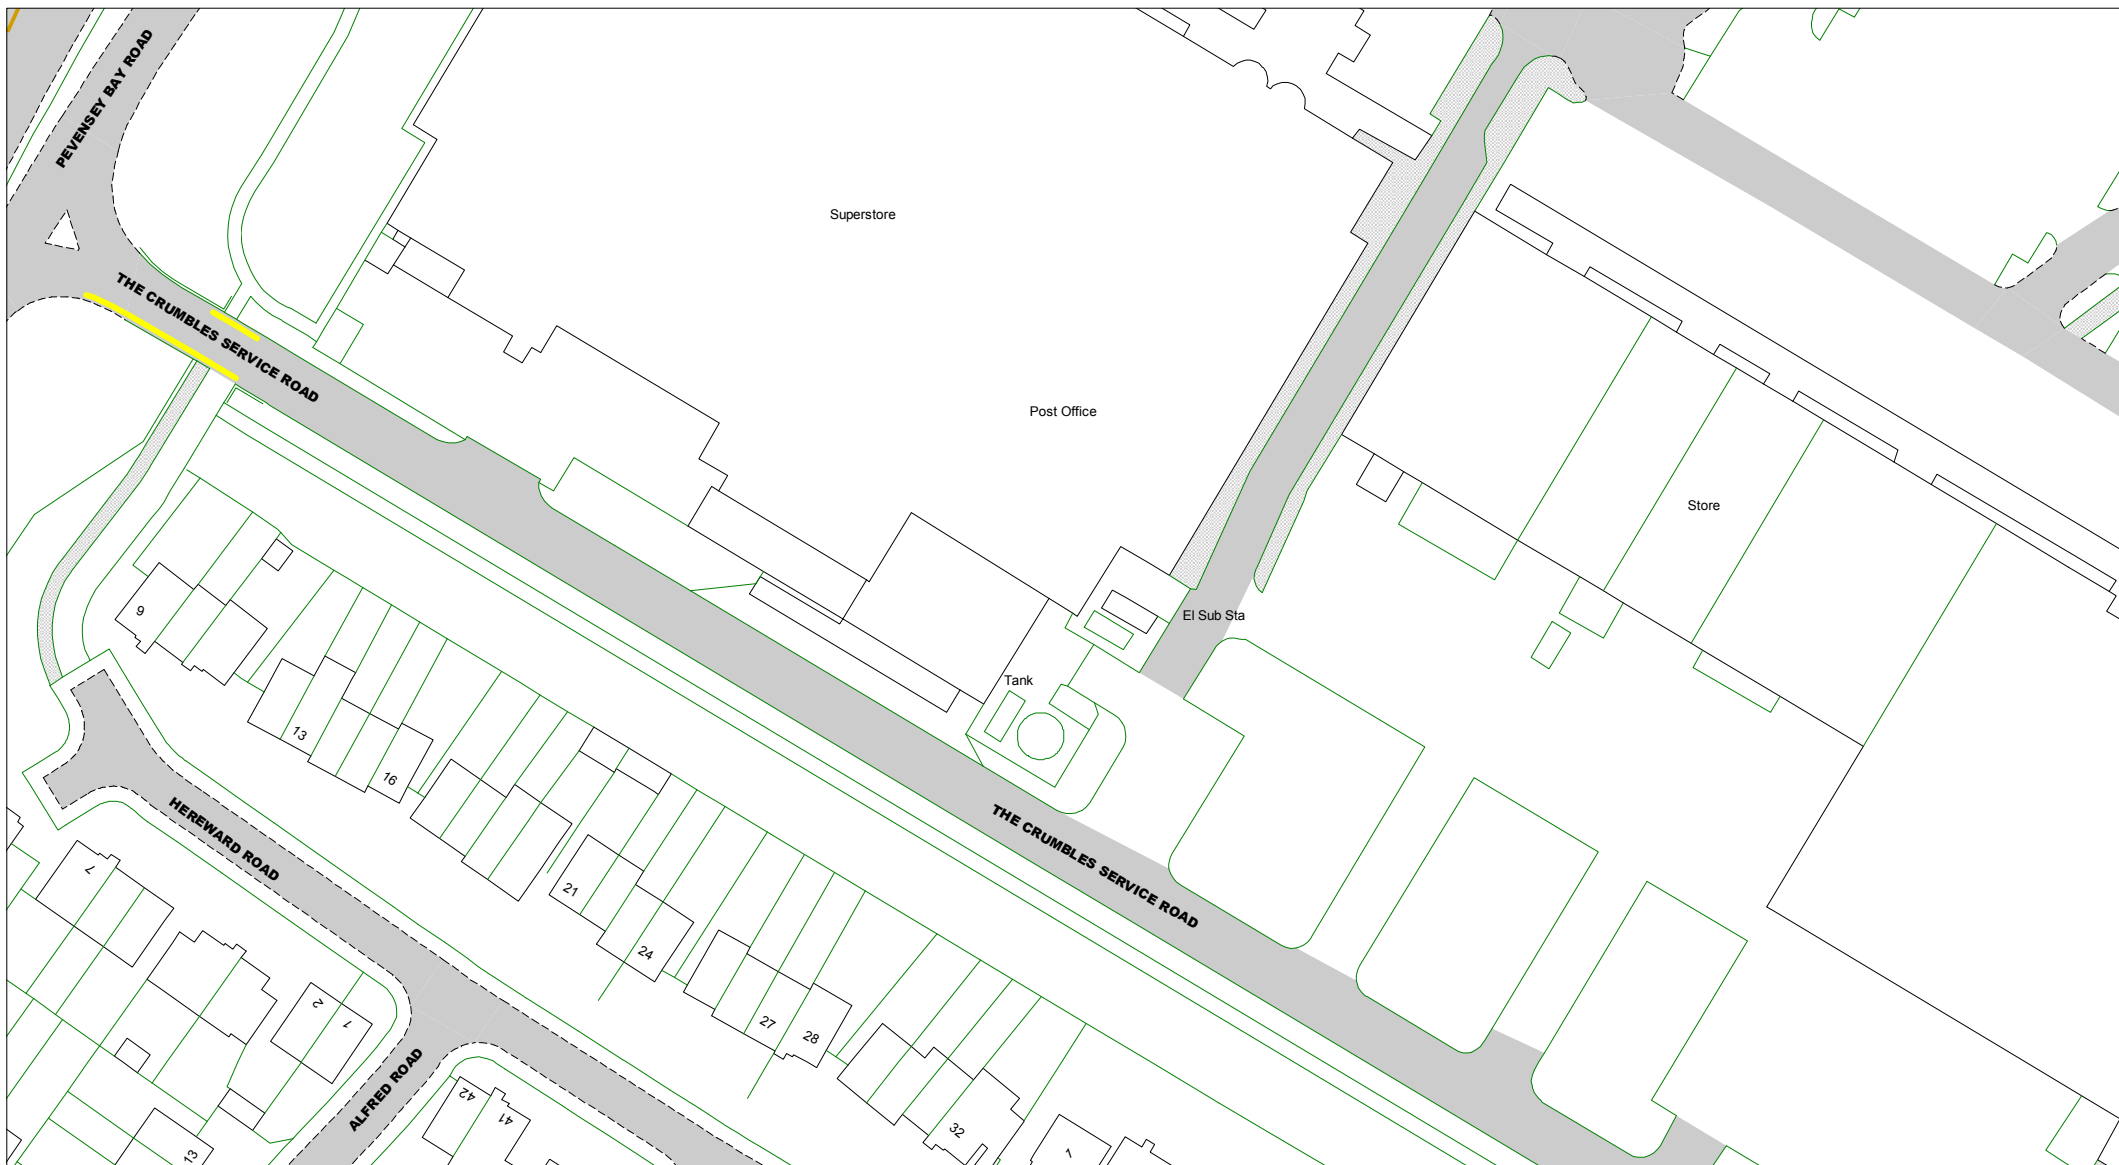 PEVENSEY BAY ROAD
Superstore
THE CRUMBLES SERVICE ROAD
Post Office
Store
9
El Sub Sta
Tank
13
16
HEREWARD ROAD
THE CRUMBLES SERVICE ROAD
7
21
24
2
1
27
28
ALFRED ROAD
42
41
32
13
1